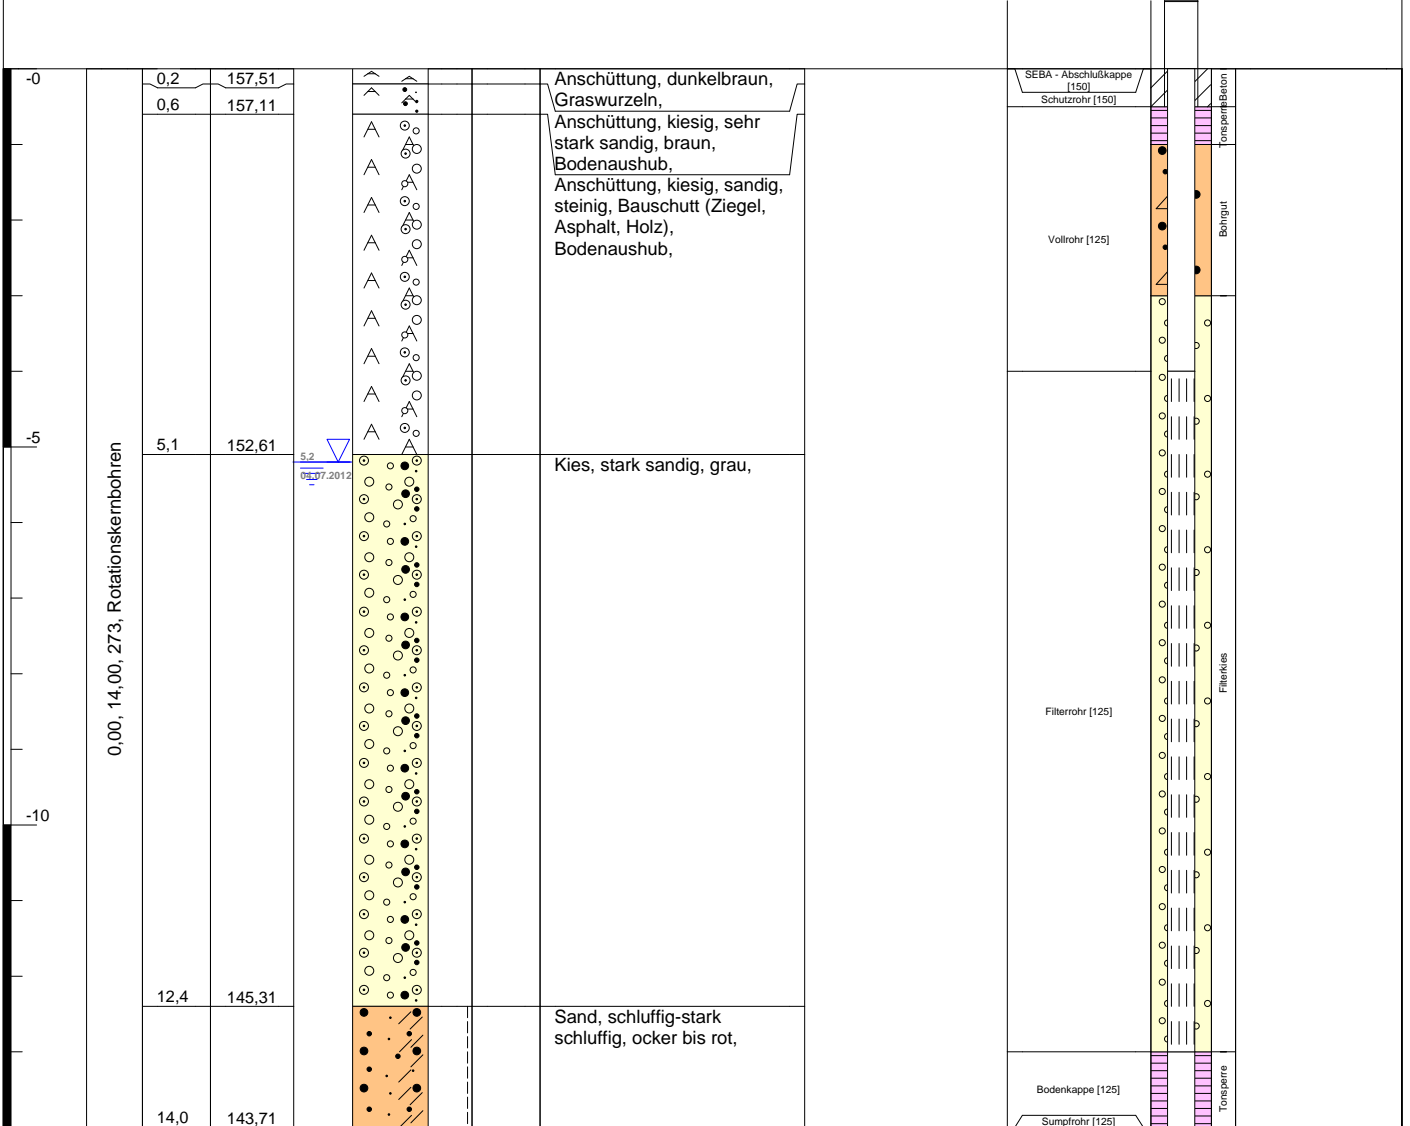 -0
0,2 157,51
0,6 157,11
Anschüttung, dunkelbraun,
Graswurzeln,
Anschüttung, kiesig, sehr
stark sandig, braun,
Bodenaushub,
Anschüttung, kiesig, sandig,
steinig, Bauschutt (Ziegel,
Asphalt, Holz),
Bodenaushub,
SEBA - Abschlußkappe
[150]
Schutzrohr [150]
Beton
Tonsperre
Bohrgut
Vollrohr [125]
-5
5,1 152,61
5,2
04.07.2012
Kies, stark sandig, grau,
0,00, 14,00, 273, Rotationskernbohren
Filterrohr [125]
Filterkies
-10
12,4 145,31
Sand, schluffig-stark
schluffig, ocker bis rot,
Bodenkappe [125]
Tonsperre
14,0 143,71
Sumpfrohr [125]